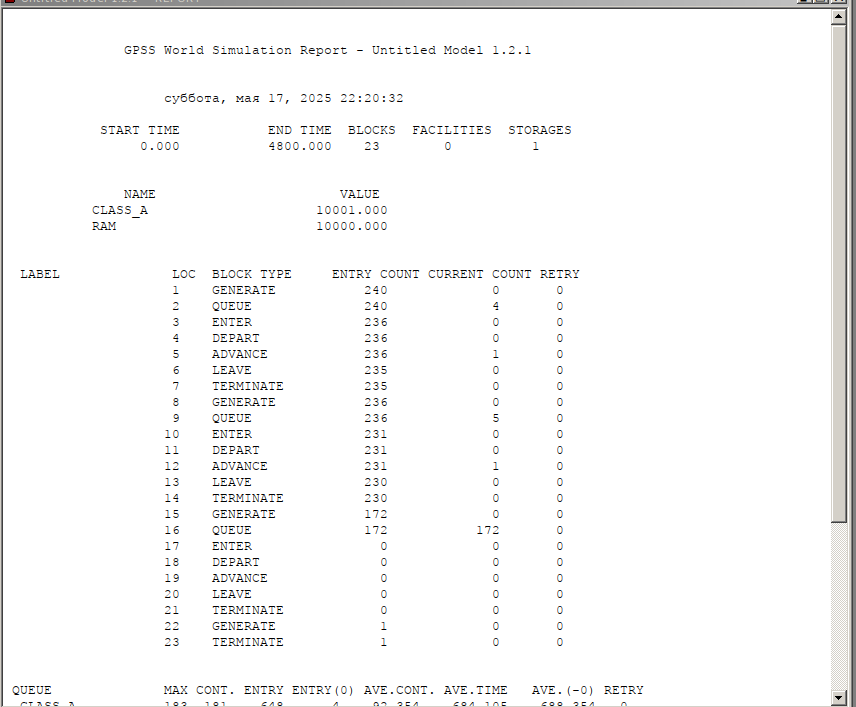 GPSS World Simulation Report - Untitled Model 1.2.1
суббота, мая 17, 2025 22:20:32
START TIME END TIME BLOCKS FACILITIES STORAGES
0.000 4800.000 23 0 1
NAME VALUE
CLASS_A 10001.000
RAM 10000.000
LABEL LOC BLOCK TYPE ENTRY COUNT CURRENT COUNT RETRY
1 GENERATE 240 0 0
2 QUEUE 240 4 0
3 ENTER 236 0 0
4 DEPART 236 0 0
5 ADVANCE 236 1 0
6 LEAVE 235 0 0
7 TERMINATE 235 0 0
8 GENERATE 236 0 0
9 QUEUE 236 5 0
10 ENTER 231 0 0
11 DEPART 231 0 0
12 ADVANCE 231 1 0
13 LEAVE 230 0 0
14 TERMINATE 230 0 0
15 GENERATE 172 0 0
16 QUEUE 172 172 0
17 ENTER 0 0 0
18 DEPART 0 0 0
19 ADVANCE 0 0 0
20 LEAVE 0 0 0
21 TERMINATE 0 0 0
22 GENERATE 1 0 0
23 TERMINATE 1 0 0
QUEUE MAX CONT. ENTRY ENTRY(0) AVE.CONT. AVE.TIME AVE.(-0) RETRY
CLASS_A 183 181 648 4 92.354 684.105 688.354 0